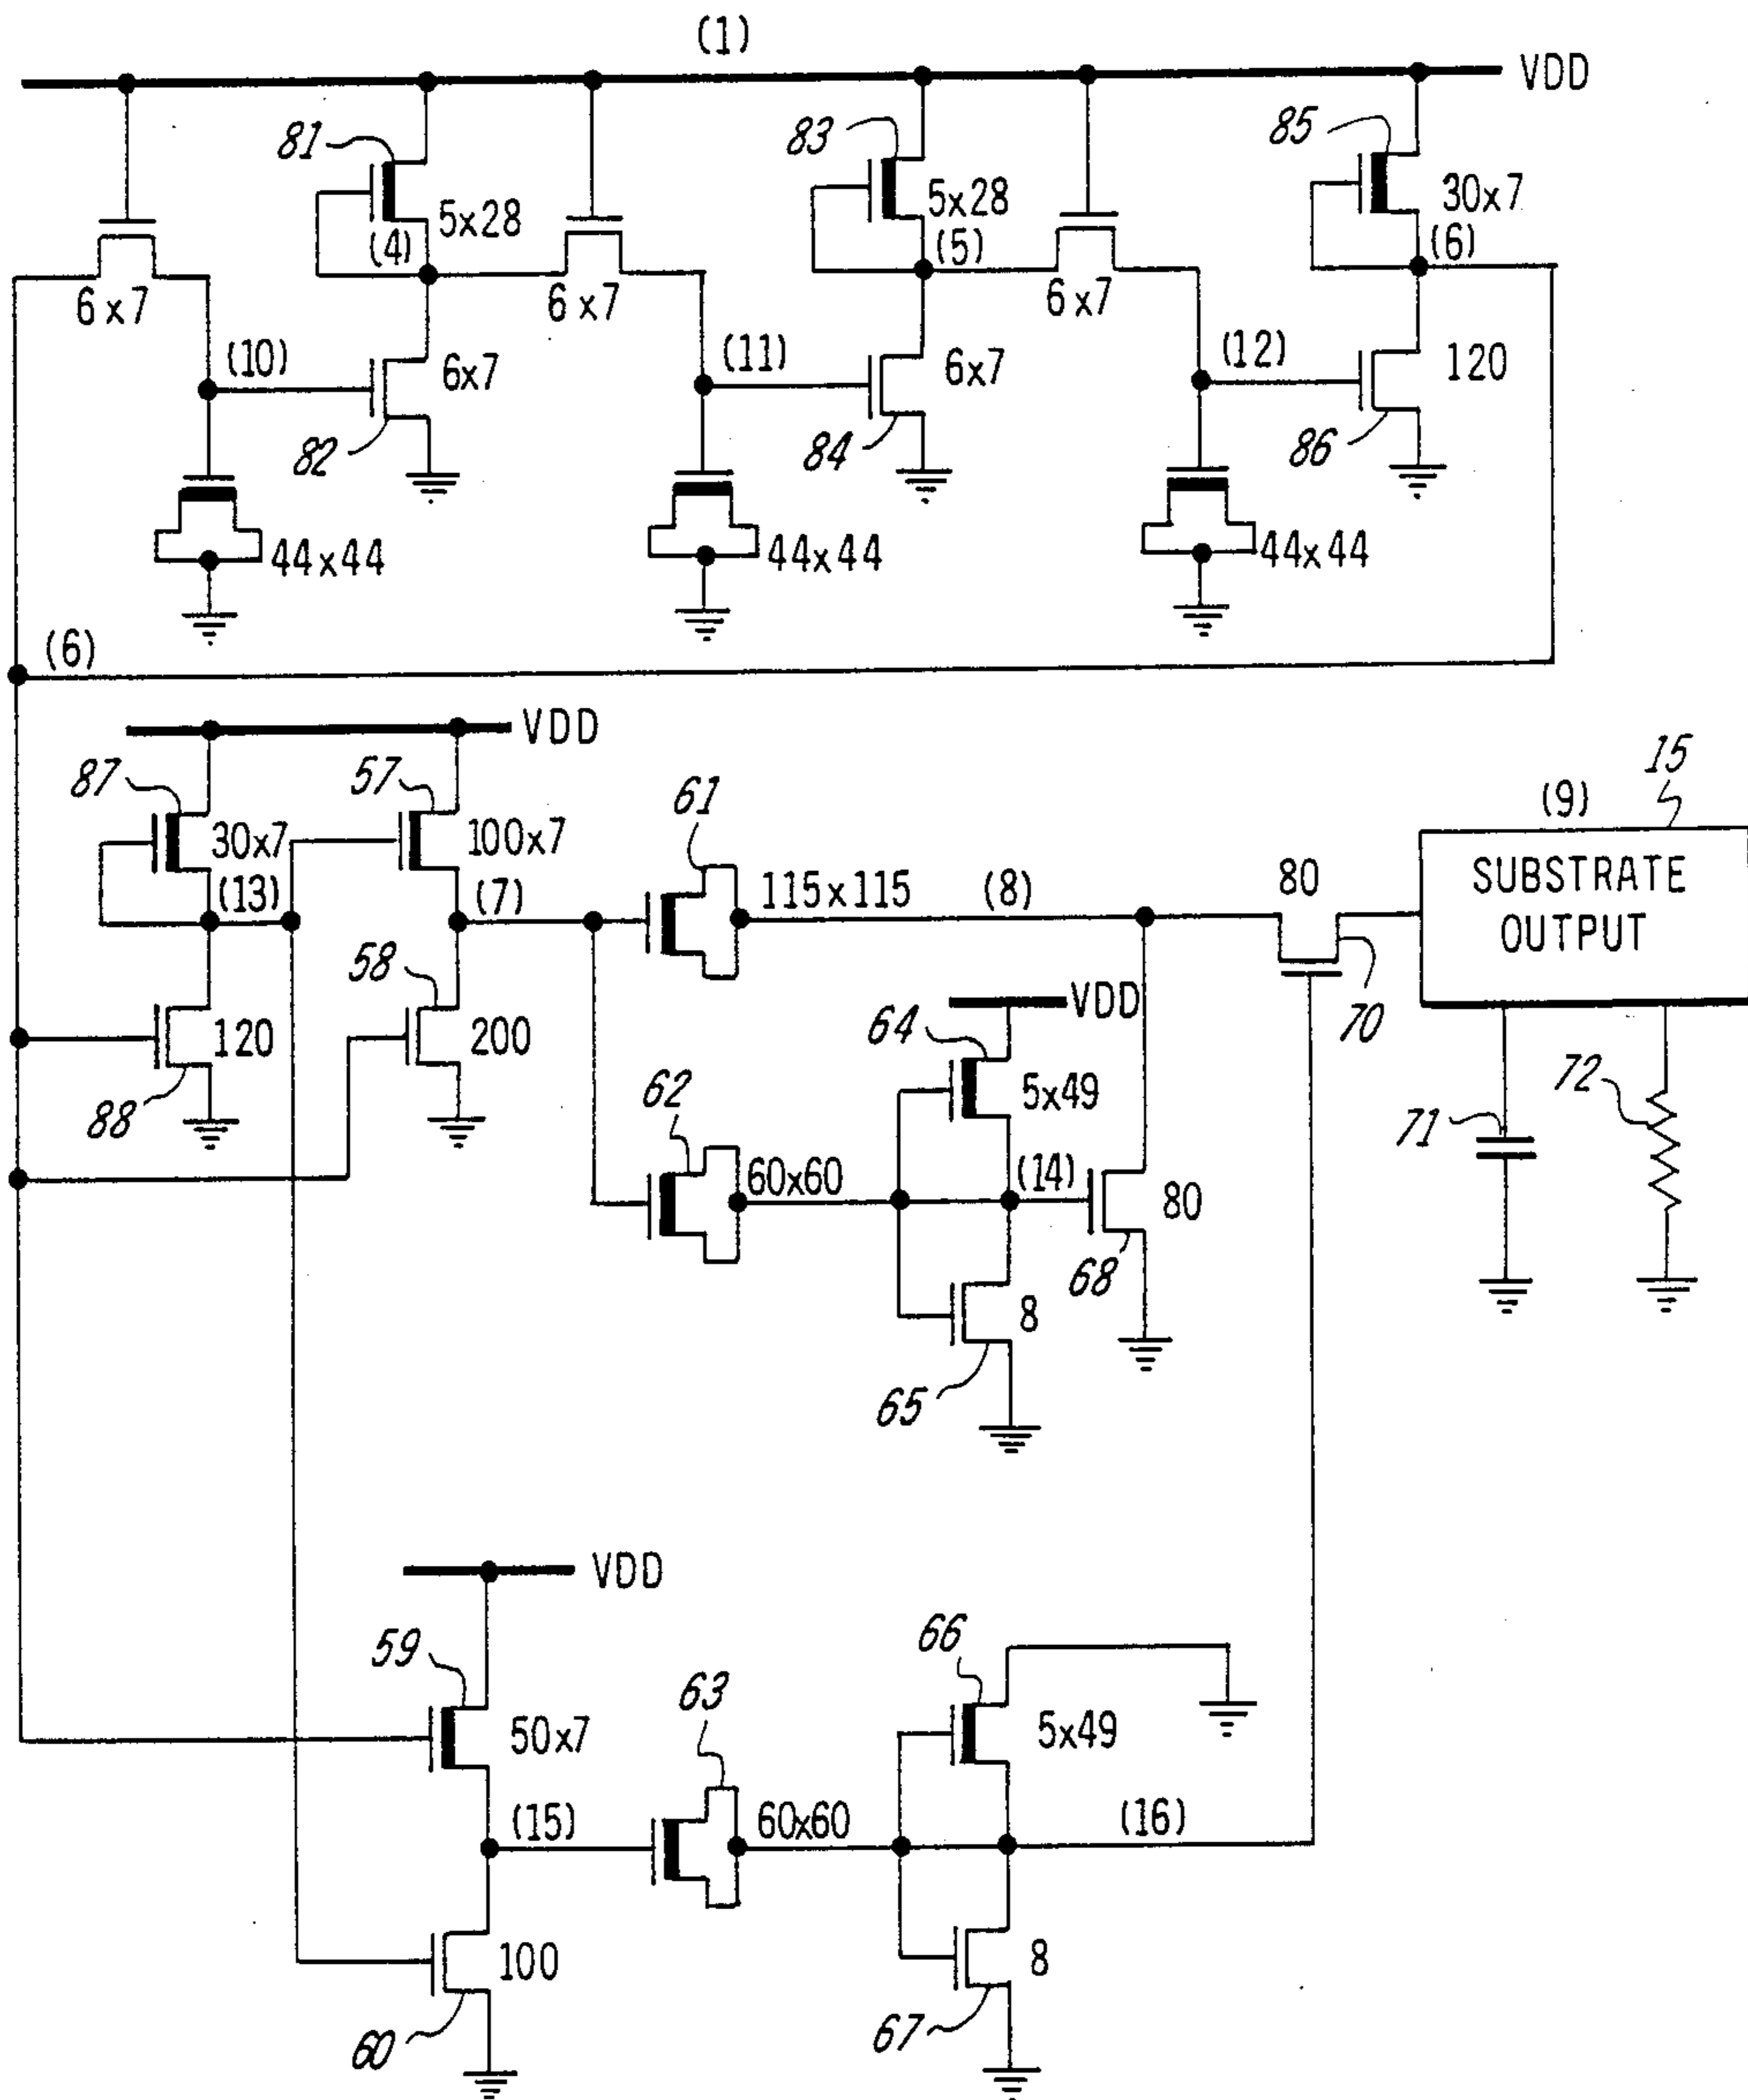 (1)
VDD
81
83
85
5x28
5x28
30x7
(4)
(5)
(6)
6x7
6x7
6x7
(10)
6x7
(11)
6x7
(12)
120
82
84
86
44x44
44x44
44x44
(6)
VDD
87
57
61
15
(9)
30x7
100x7
115x115
(8)
80
SUBSTRATE
OUTPUT
(13)
(7)
58
70
VDD
64
120
200
62
5x49
72
71
88
60x60
(14)
80
68
8
65
VDD
59
66
63
50x7
5x49
(15)
60x60
(16)
100
8
60
67